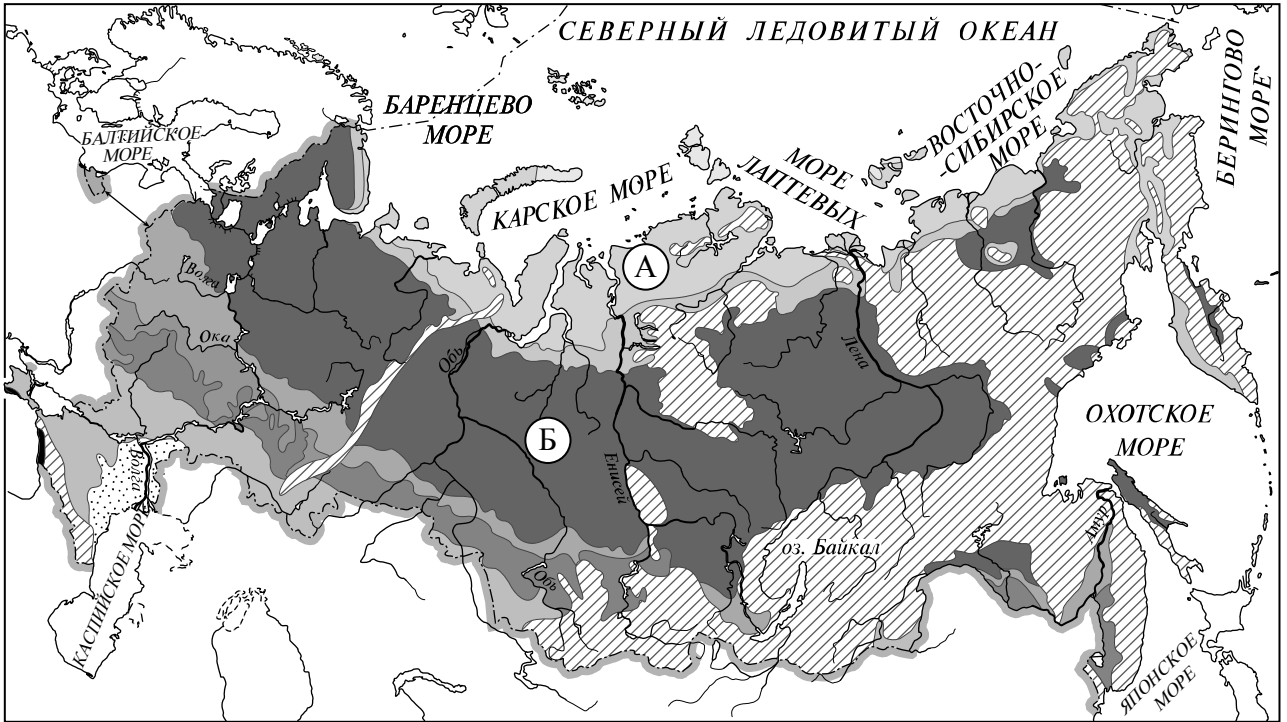 СЕВЕРНЫЙ ЛЕДОВИТЫЙ ОКЕАН
БАРЕНЦЕВО
МОРЕ
БАЛТИЙСКОЕ
МОРЕ
КАРСКОЕ МОРЕ
МОРЕ
ЛАПТЕВЫХ
ВОСТОЧНО-
-СИБИРСКОЕ
МОРЕ
БЕРИНГОВО
МОРЕ
А
Волга
Ока
Обь
Лена
Б
Енисей
ОХОТСКОЕ
МОРЕ
Волга
КАСПИЙСКОЕ МОРЕ
Обь
оз. Байкал
Амур
ЯПОНСКОЕ
МОРЕ